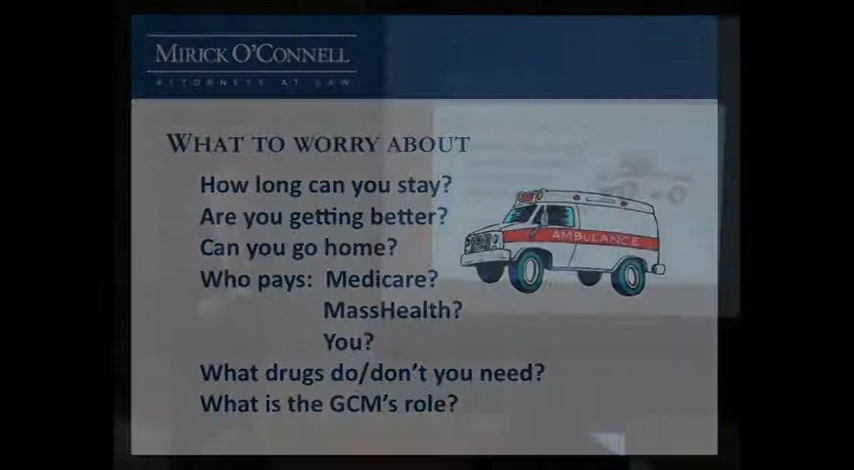 MIRICK O'CONNELL
ATTORNEYS AT LAW
WHAT TO WORRY ABOUT
How long can you stay?
Are you getting better?
Can you go home?
Who pays: Medicare?
MassHealth?
You?
What drugs do/don't you need?
What is the GCM's role?
AMBULANCE